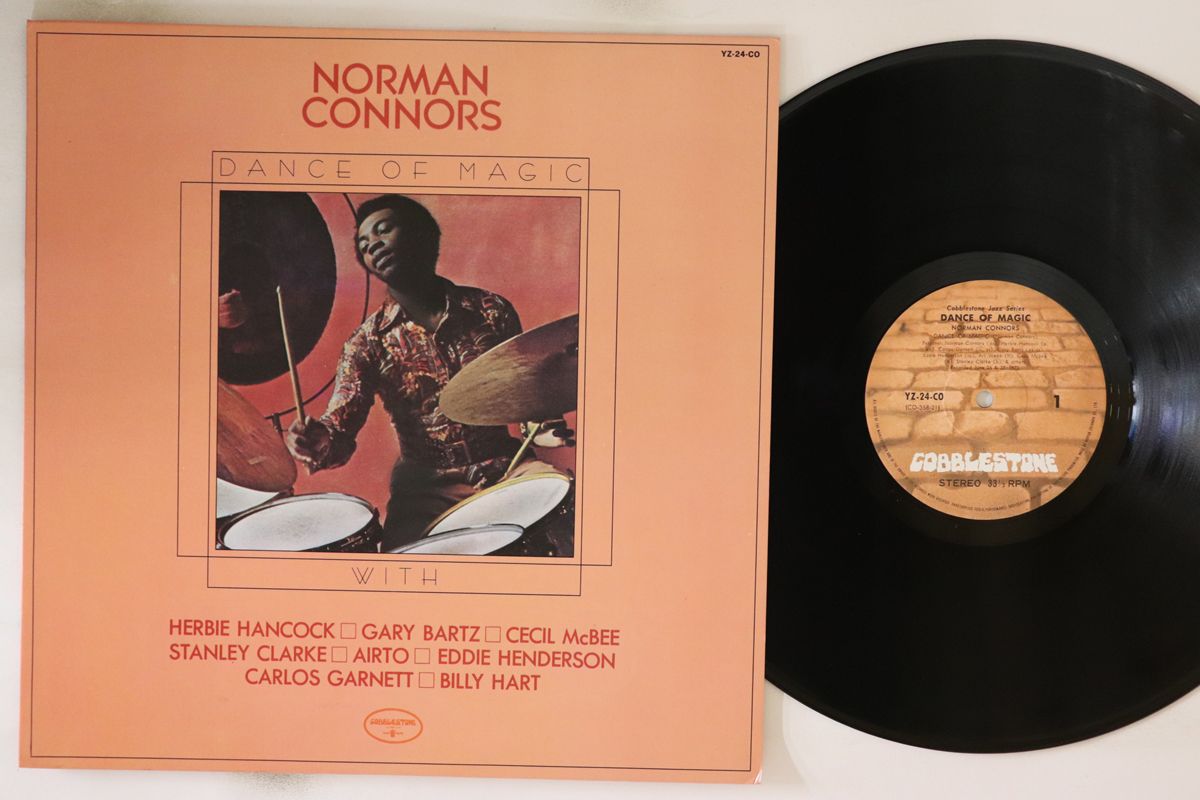 YZ-24-CO
NORMAN
CONNORS
DANCE OF MAGIC
WITH
HERBIE HANCOCK □ GARY BARTZ □ CECIL McBEE
STANLEY CLARKE □ AIRTO □ EDDIE HENDERSON
CARLOS GARNETT □ BILLY HART
COBBLESTONE
Cobblestone Jazz Series
DANCE OF MAGIC
NORMAN CONNORS
YZ-24-CO
1
COBBLESTONE
STEREO 33 1/3 RPM